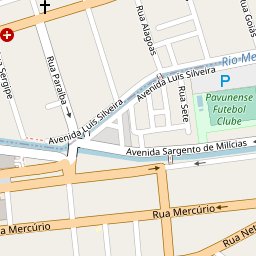 Rua Goiás
Rua Alagoas
Rua Sergipe
Rua Paraíba
Rio Me
Avenida Luís Silveira
Avenida Luís Silveira
Rua Sete
P
Pavunense
Futebol
Clube
Avenida Sargento de Milícias
Rua Mercúrio
Rua Mercúrio
Rua Ne